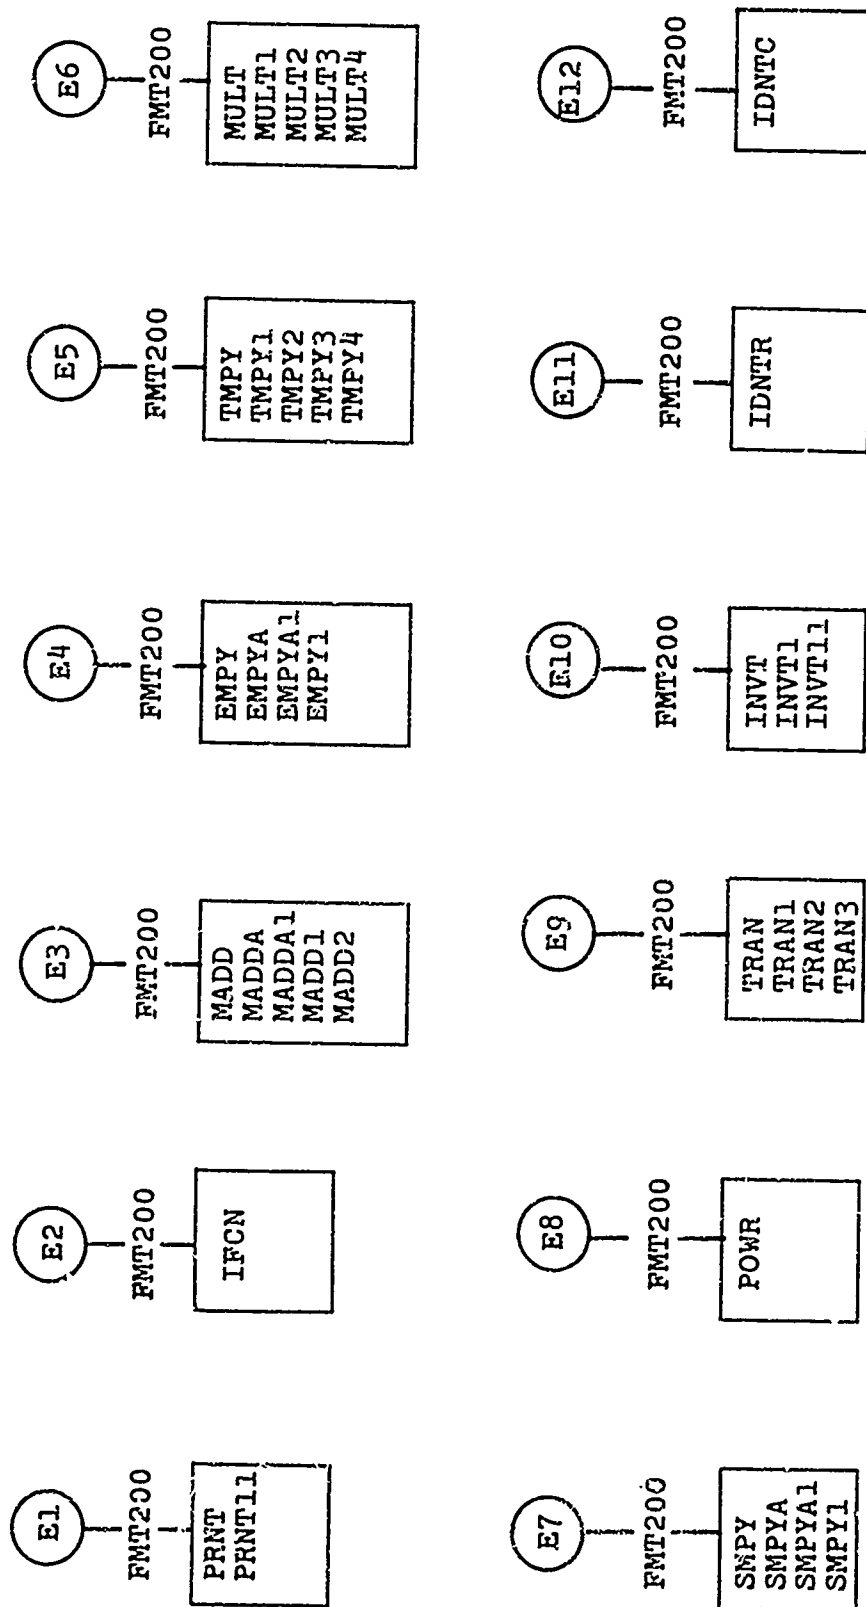 E1
FMT200
PRNT
PRNT11
E2
FMT200
IFCN
E3
FMT200
MADD
MADDA
MADDA1
MADD1
MADD2
E4
FMT200
EMPY
EMPYA
EMPYA1
EMPY1
E5
FMT200
TMPY
TMPY1
TMPY2
TMPY3
TMPY4
E6
FMT200
MULT
MULT1
MULT2
MULT3
MULT4
E7
FMT200
SMPY
SMPYA
SMPYA1
SMPY1
E8
FMT200
POWR
E9
FMT200
TRAN
TRAN1
TRAN2
TRAN3
E10
FMT200
INVT
INVT1
INVT11
E11
FMT200
IDNTR
E12
FMT200
IDNTC